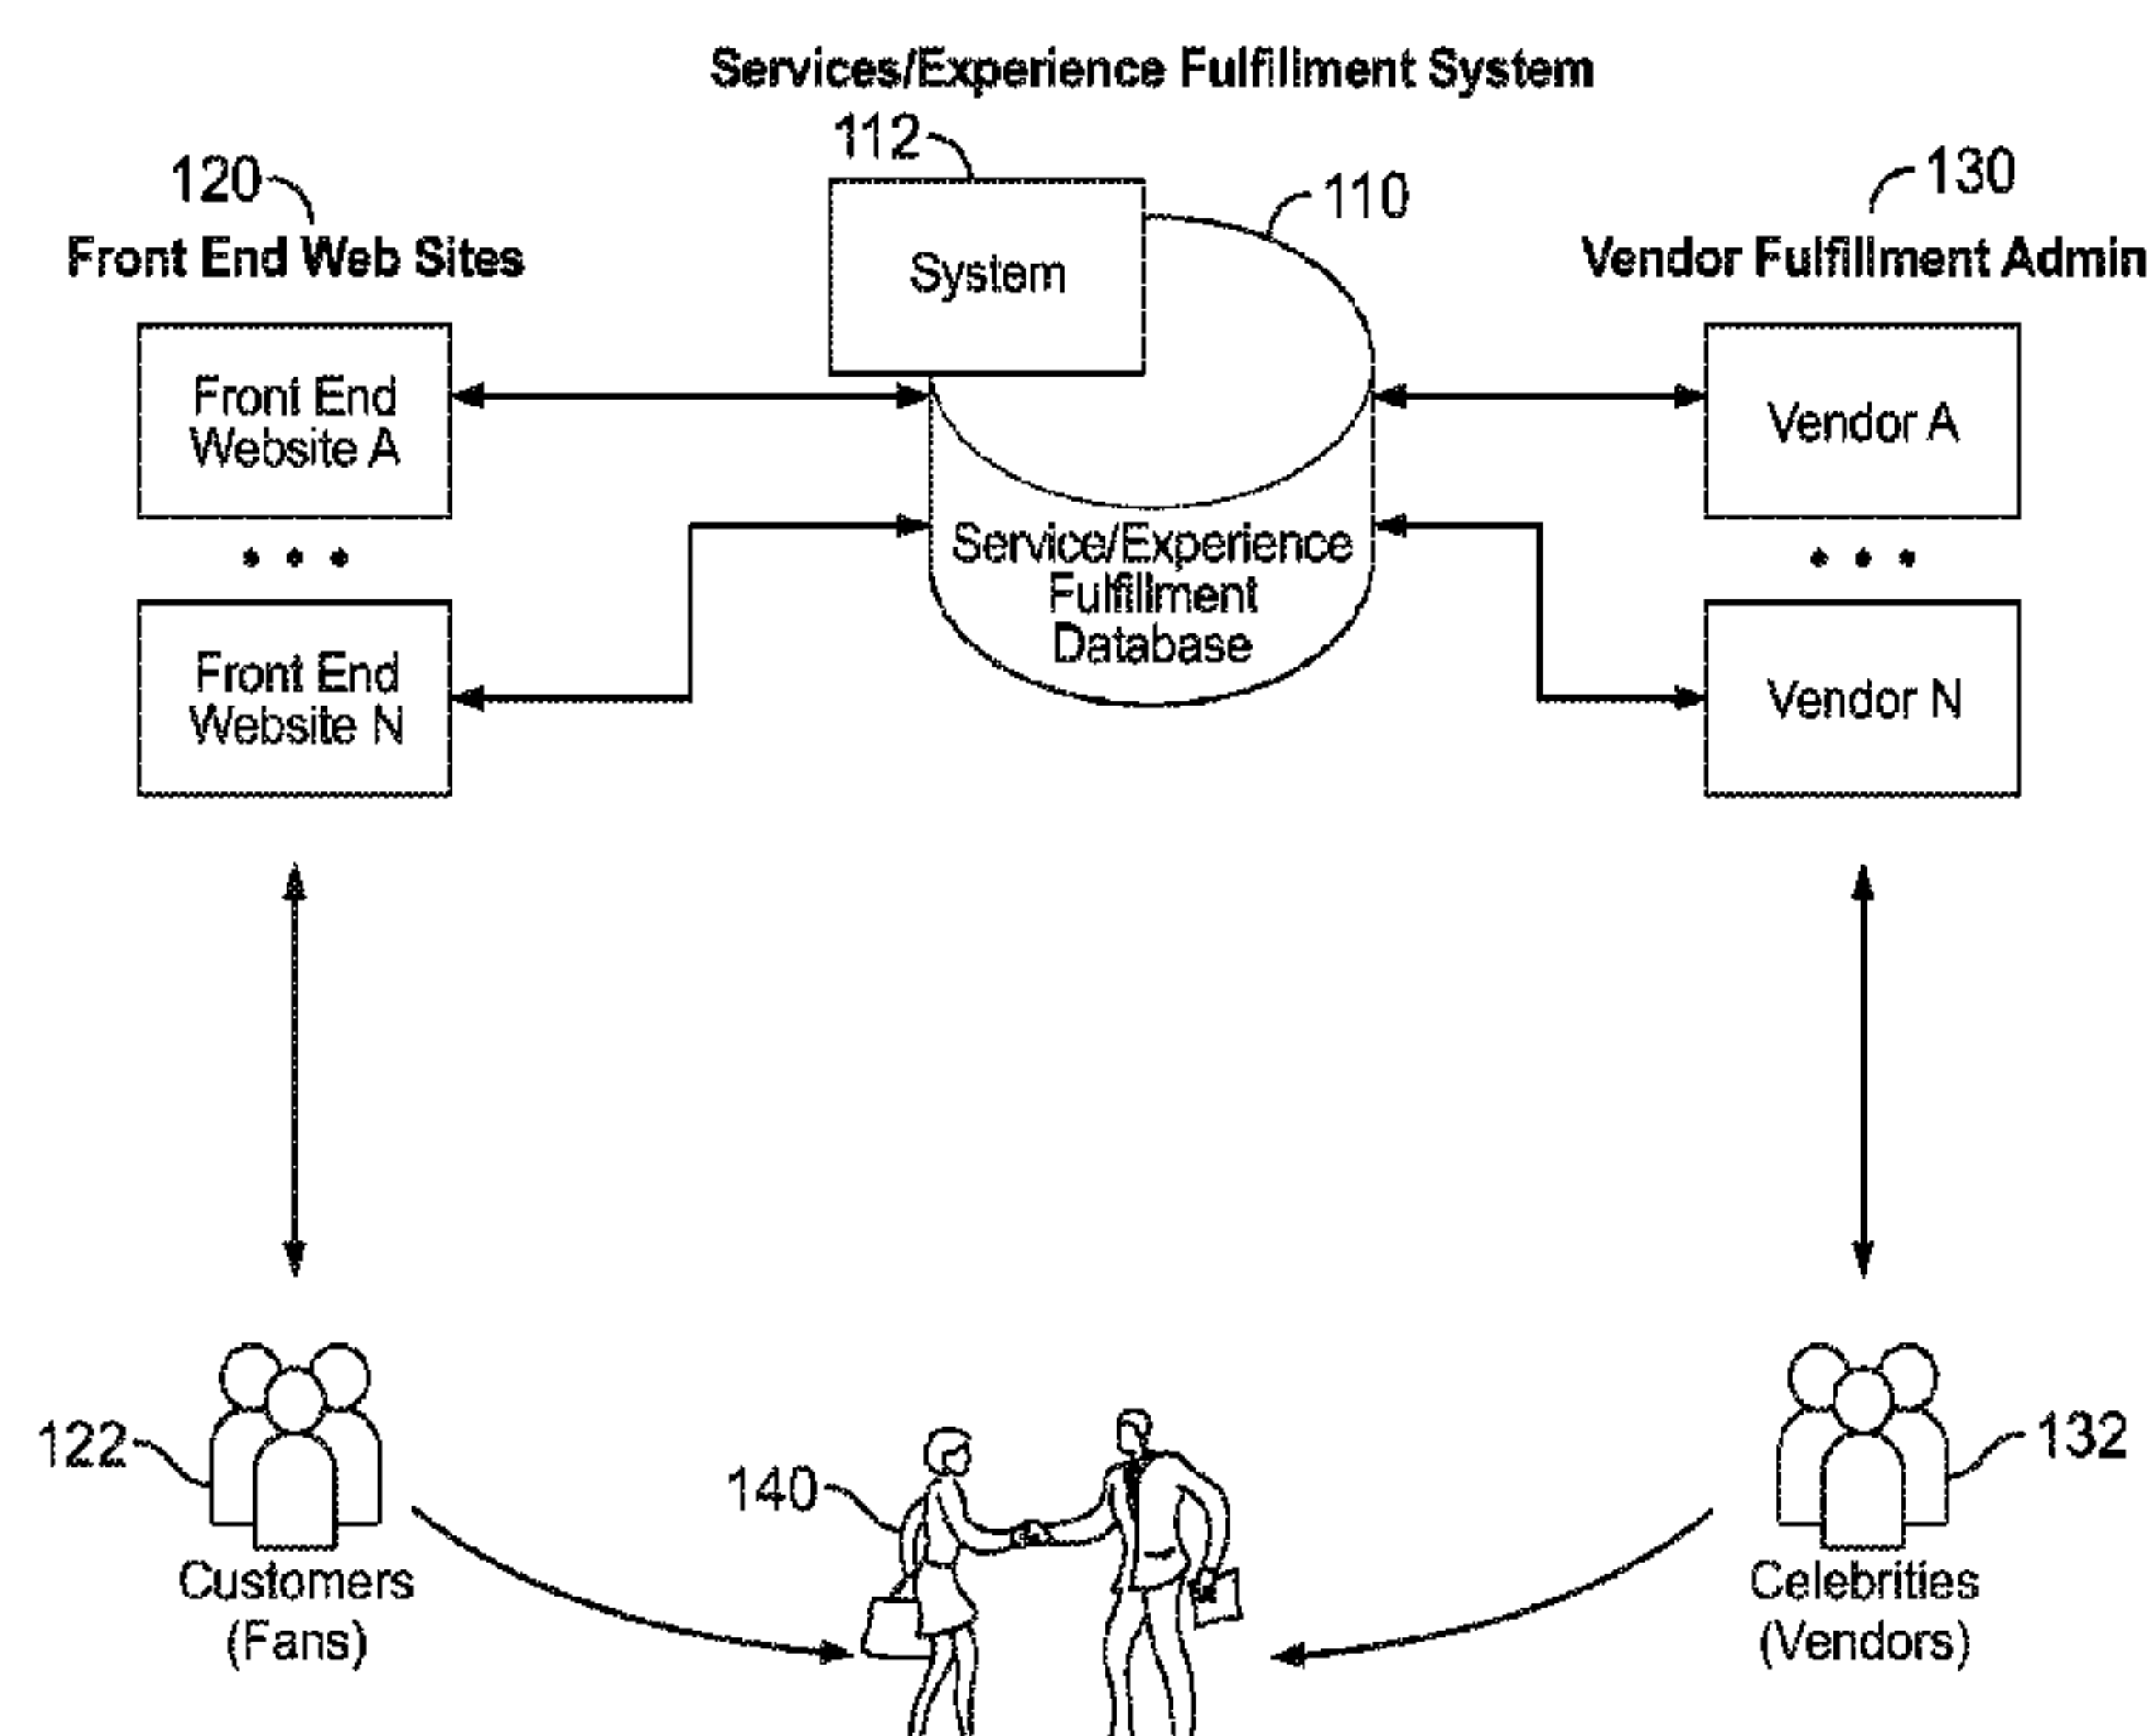 Services/Experience Fulfillment System
112
120
110
130
Front End Web Sites
System
Vendor Fulfillment Admin
Front End
Website A
Vendor A
Service/Experience
Fulfillment
Database
Front End
Website N
Vendor N
122
140
132
Customers
(Fans)
Celebrities
(Vendors)